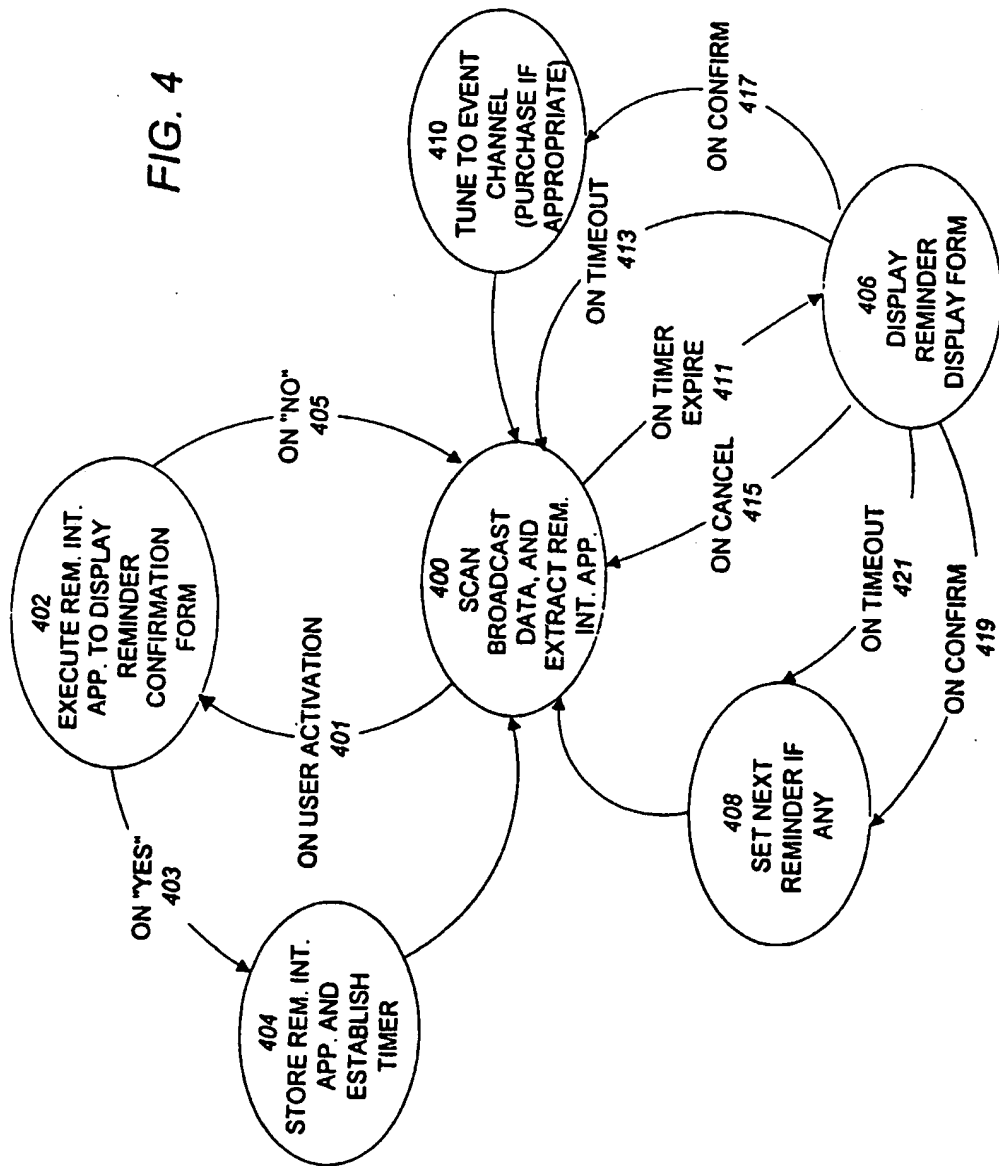 FIG. 4
402
EXECUTE REM. INT.
APP. TO DISPLAY
REMINDER
CONFIRMATION
FORM
ON "YES"
403
ON "NO"
405
404
STORE REM. INT.
APP. AND
ESTABLISH
TIMER
ON USER ACTIVATION
401
400
SCAN
BROADCAST
DATA, AND
EXTRACT REM.
INT. APP.
410
TUNE TO EVENT
CHANNEL
(PURCHASE IF
APPROPRIATE)
ON TIMEOUT
413
ON CONFIRM
417
ON TIMER
EXPIRE
411
ON CANCEL
415
406
DISPLAY
REMINDER
DISPLAY FORM
ON TIMEOUT
421
ON CONFIRM
419
408
SET NEXT
REMINDER IF
ANY